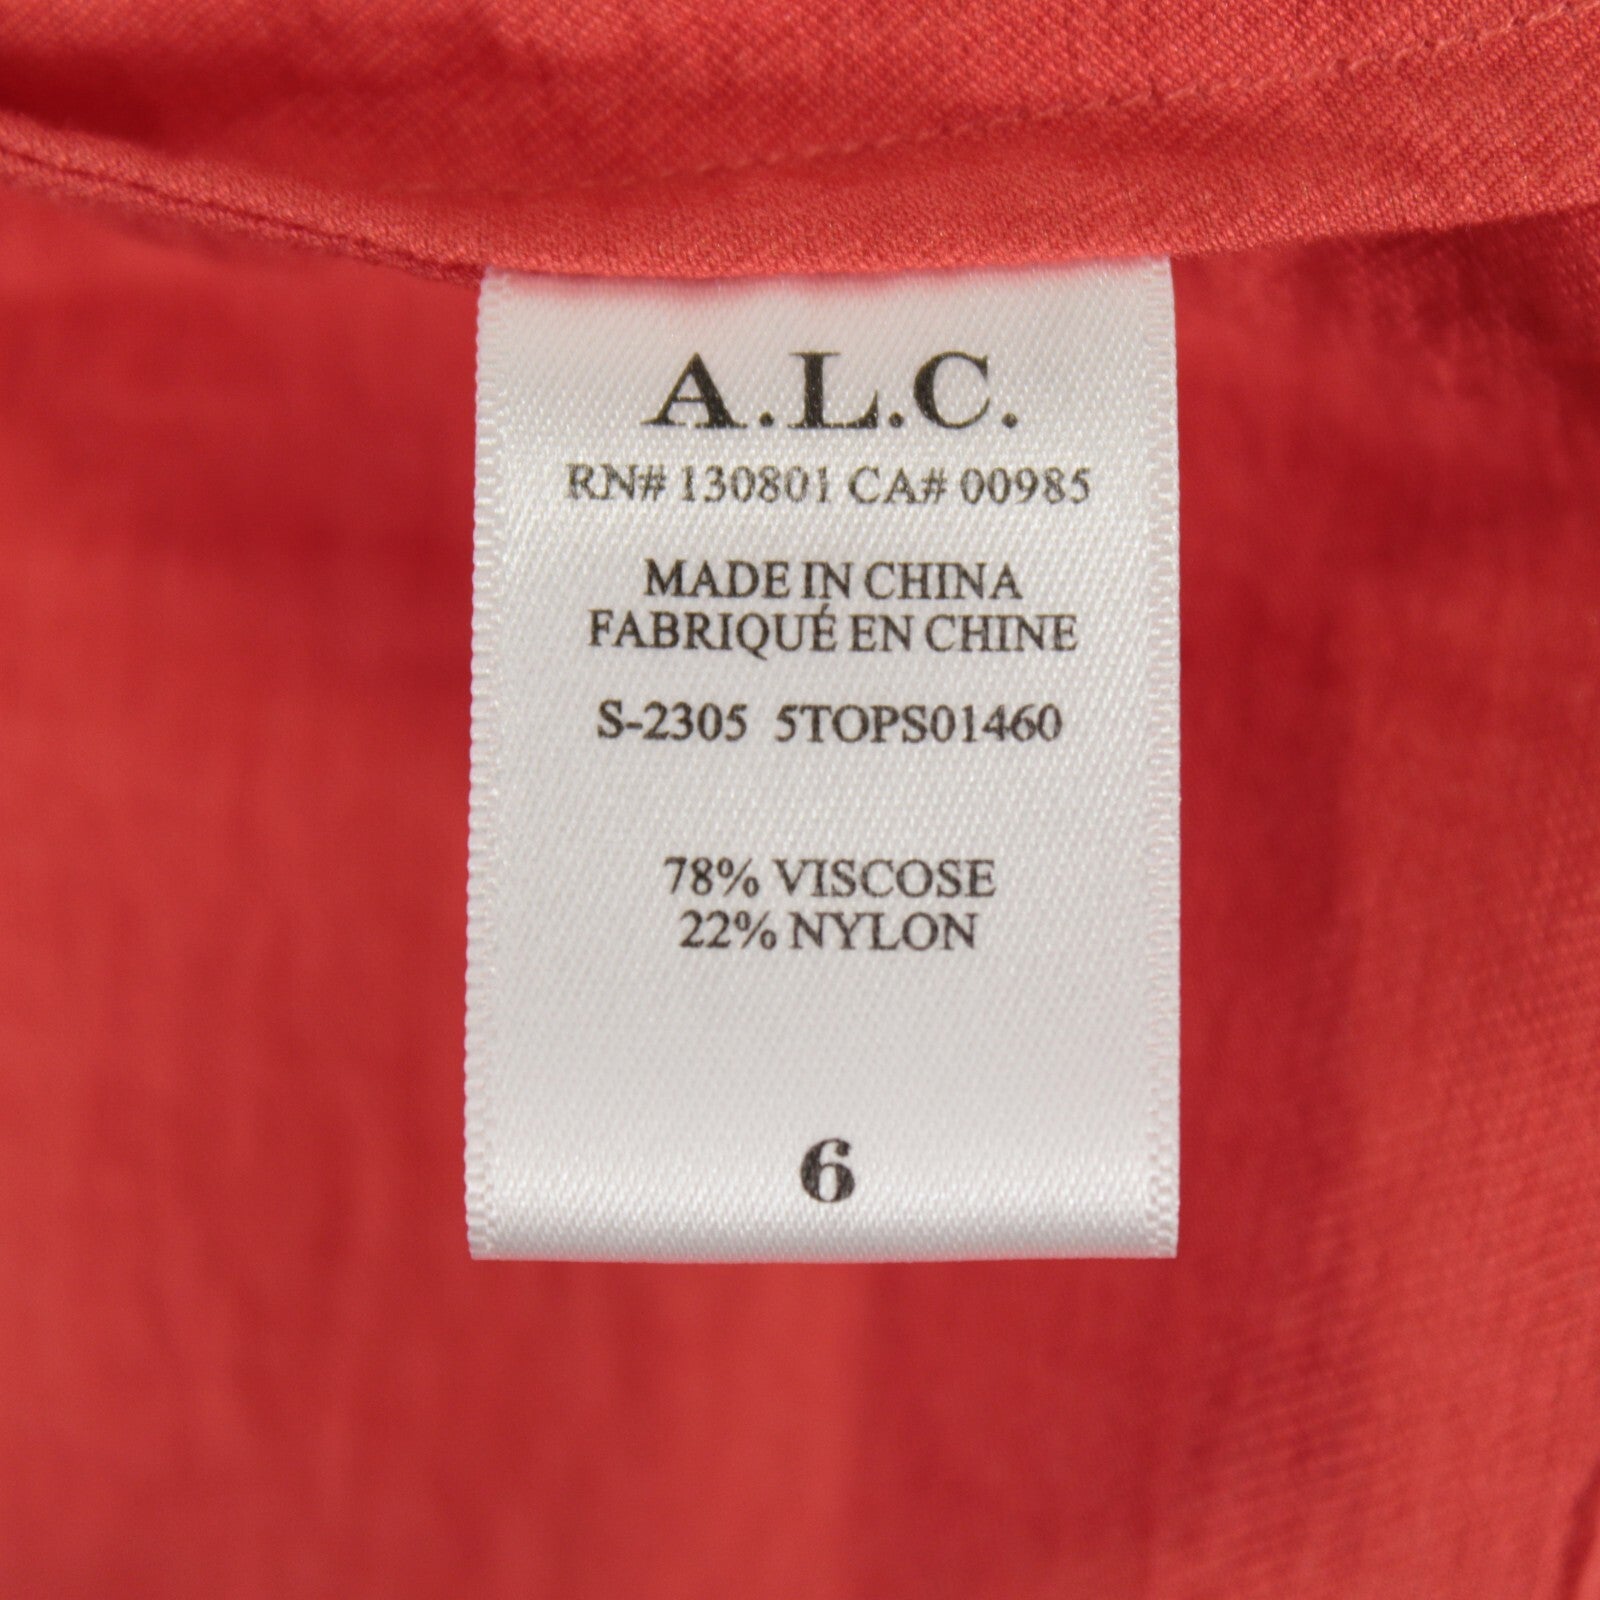 A.L.C.
RN# 130801 CA# 00985
MADE IN CHINA
FABRIQUÉ EN CHINE
S-2305 5TOPS01460
78% VISCOSE
22% NYLON
6